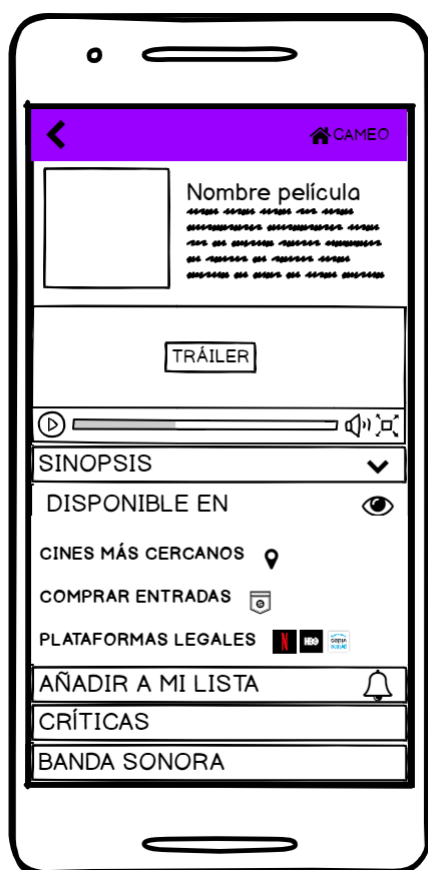 CAMEO
Nombre película
TRÁILER
SINOPSIS
DISPONIBLE EN
CINES MÁS CERCANOS
COMPRAR ENTRADAS
PLATAFORMAS LEGALES N HBO
AÑADIR A MI LISTA
CRÍTICAS
BANDA SONORA